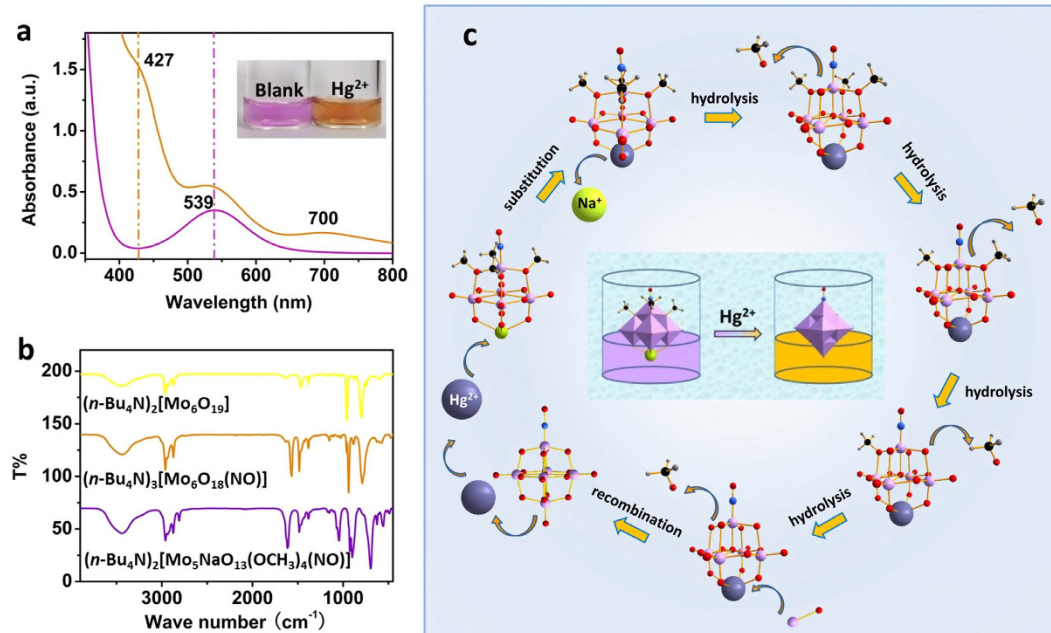 a
427
Blank
Hg2+
539
700
1.5
1.0
0.5
0.0
Absorbance (a.u.)
400
500
600
700
800
Wavelength (nm)
b
200
150
100
50
0
T%
(n-Bu4N)2[Mo6O19]
(n-Bu4N)3[Mo6O18(NO)]
(n-Bu4N)2[Mo5NaO13(OCH3)4(NO)]
3000
2000
1000
Wave number (cm-1)
c
hydrolysis
hydrolysis
hydrolysis
hydrolysis
recombination
Hg2+
substitution
Na+
Hg2+